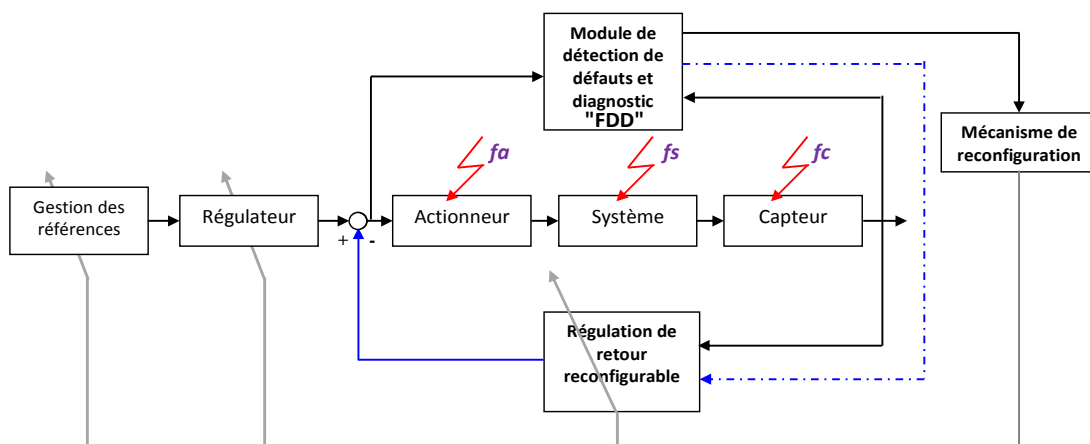 Module de
détection de
défauts et
diagnostic
"FDD"
Mécanisme de
reconfiguration
fa
fs
fc
Gestion des
références
Régulateur
Actionneur
Système
Capteur
+
-
Régulation de
retour
reconfigurable